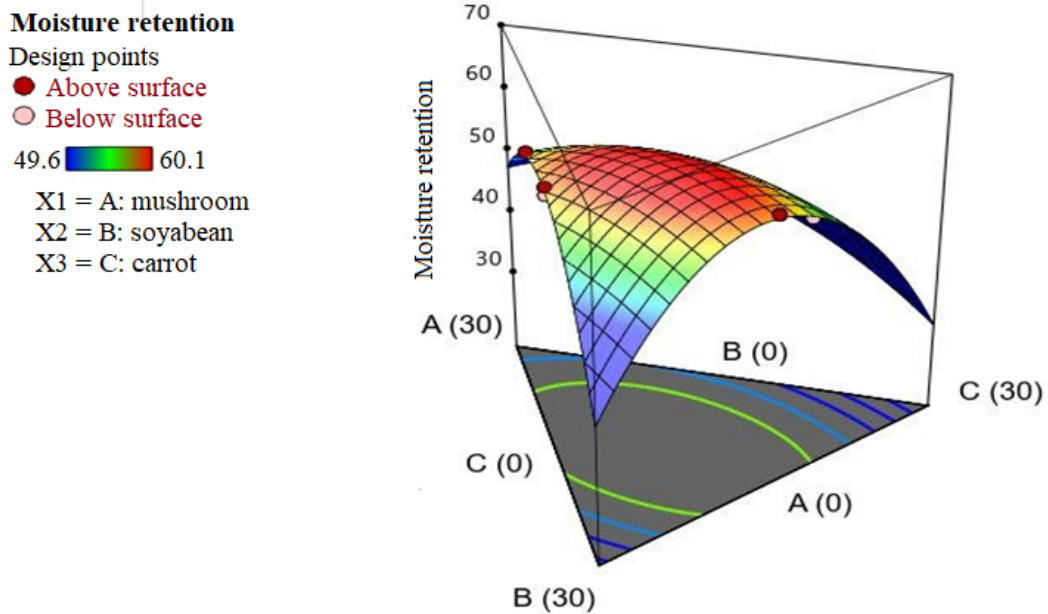 Moisture retention
Design points
Above surface
Below surface
49.6 60.1
X1 = A: mushroom
X2 = B: soyabean
X3 = C: carrot
Moisture retention
70
60
50
40
30
A (30)
B (0)
C (30)
C (0)
A (0)
B (30)